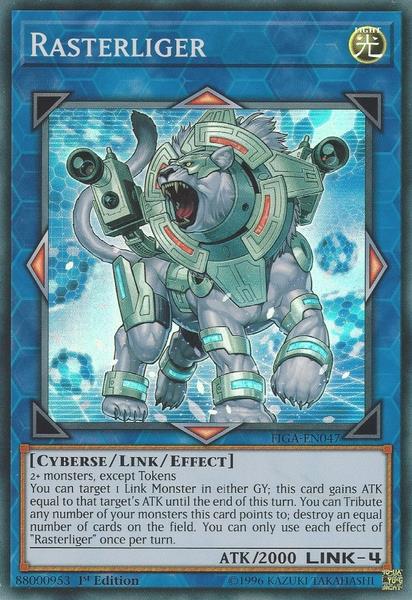 RASTERLIGER
LIGHT
光
FIGA-EN047
[CYBERSE/LINK/EFFECT]
2+ monsters, except Tokens
You can target 1 Link Monster in either GY; this card gains ATK
equal to that target's ATK until the end of this turn. You can Tribute
any number of your monsters this card points to; destroy an equal
number of cards on the field. You can only use each effect of
"Rasterliger" once per turn.
ATK/2000 LINK-4
88000953 1st Edition ©1996 KAZUKI TAKAHASHI